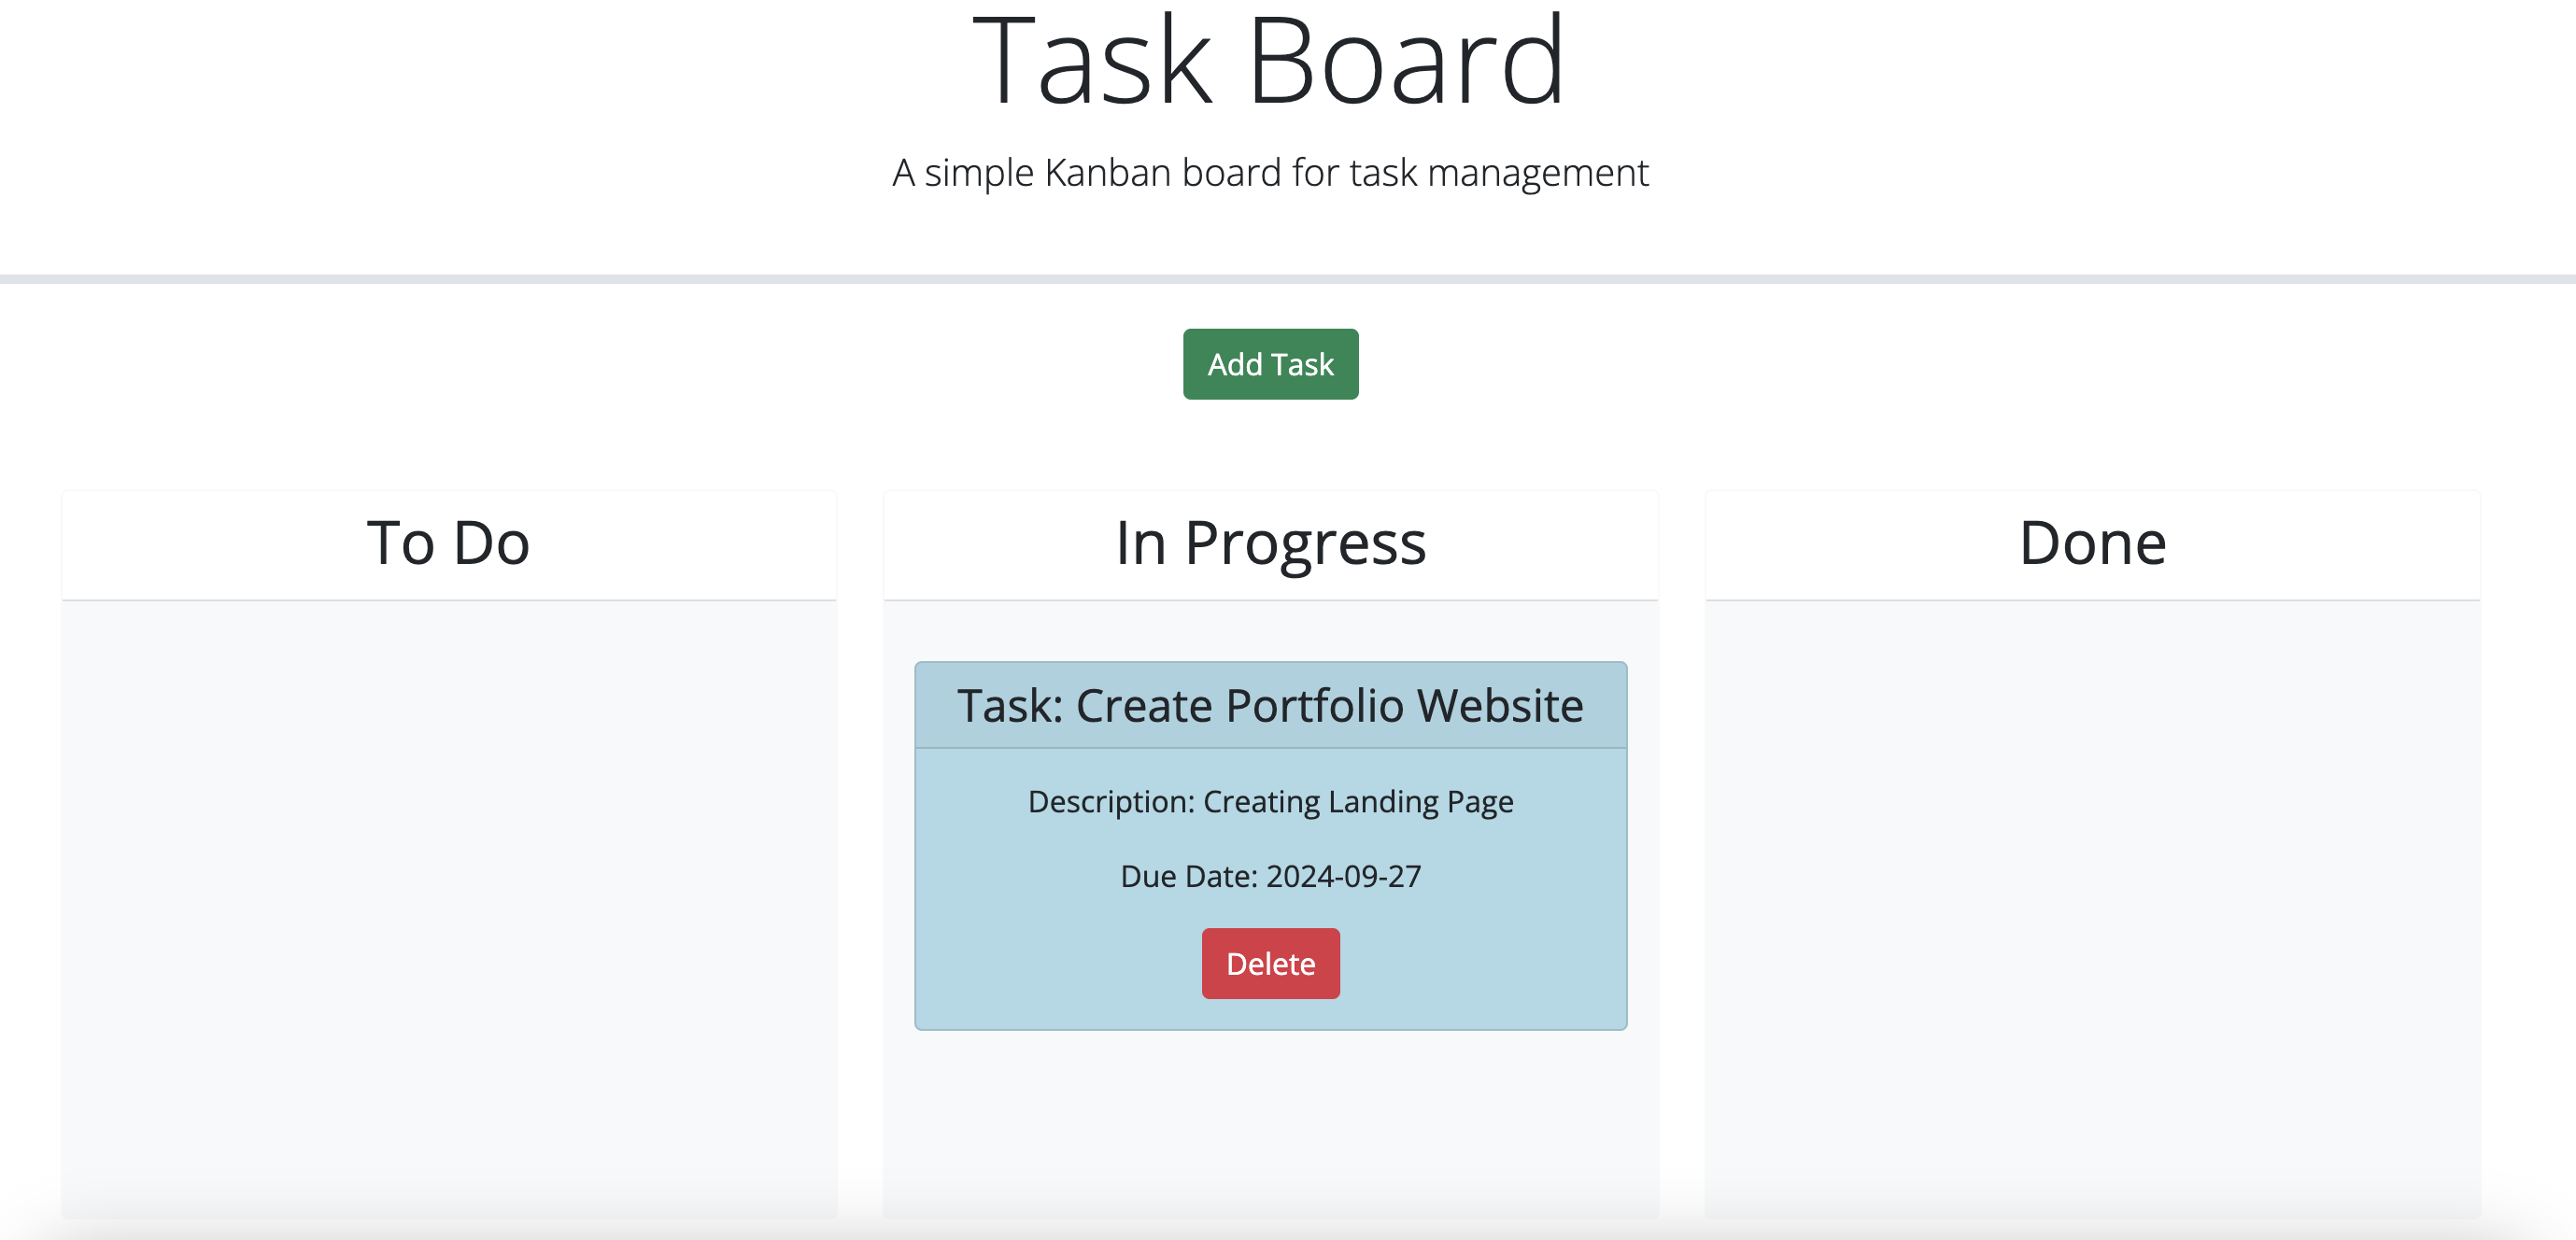 Task Board
A simple Kanban board for task management
Add Task
To Do
In Progress
Done
Task: Create Portfolio Website
Description: Creating Landing Page
Due Date: 2024-09-27
Delete